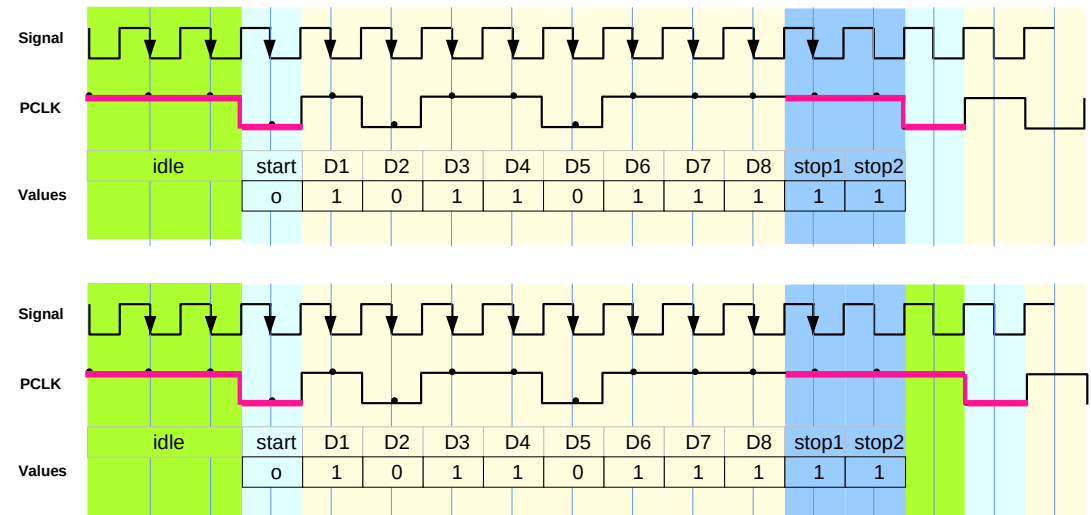 Signal
PCLK
idle start D1 D2 D3 D4 D5 D6 D7 D8 stop1 stop2
Values o 1 0 1 1 0 1 1 1 1 1
Signal
PCLK
idle start D1 D2 D3 D4 D5 D6 D7 D8 stop1 stop2
Values o 1 0 1 1 0 1 1 1 1 1